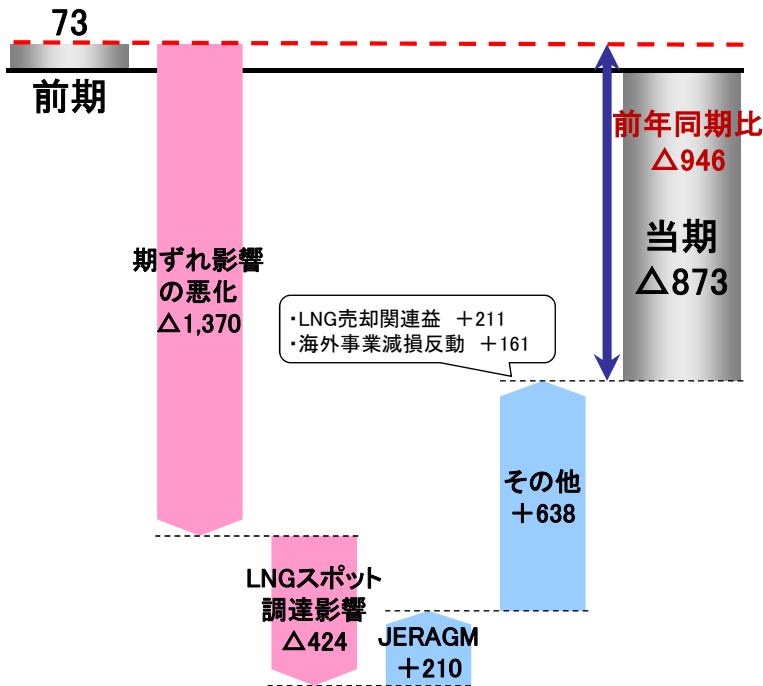 73
前期
期ずれ影響
の悪化
△1,370
LNGスポット
調達影響
△424
JERAGM
＋210
・LNG売却関連益　＋211
・海外事業減損反動　＋161
その他
＋638
前年同期比
△946
当期
△873